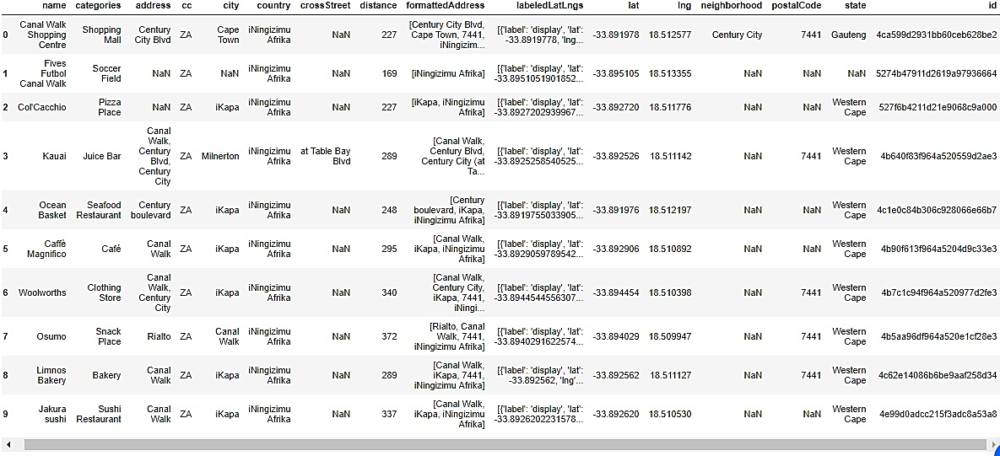 name categories address cc city country crossStreet distance formattedAddress labeledLatLngs lat lng neighborhood postalCode state id
0 Canal Walk Shopping Centre Shopping Mall Century City Blvd ZA Cape Town iNingizimu Afrika NaN 227 [Century City Blvd, Cape Town, 7441, iNingizim... [{'label': 'display', 'lat': -33.8919778, 'lng... -33.891978 18.512577 Century City 7441 Gauteng 4ca599d2931bb60ceb628be2
1 Fives Futbol Canal Walk Soccer Field NaN ZA NaN iNingizimu Afrika NaN 169 [iNingizimu Afrika] [{'label': 'display', 'lat': -33.8951051901852... -33.895105 18.513355 NaN NaN NaN 5274b47911d2619a97936664
2 Col'Cacchio Pizza Place NaN ZA iKapa iNingizimu Afrika NaN 227 [iKapa, iNingizimu Afrika] [{'label': 'display', 'lat': -33.8927202939967... -33.892720 18.511776 NaN NaN Western Cape 527f6b4211d21e9068c9a000
3 Kauai Juice Bar Canal Walk, Century Blvd, Century City ZA Milnerton iNingizimu Afrika at Table Bay Blvd 289 [Canal Walk, Century Blvd, Century City (at Ta... [{'label': 'display', 'lat': -33.8925258540525... -33.892526 18.511142 NaN 7441 Western Cape 4b640f83f964a520559d2ae3
4 Ocean Basket Seafood Restaurant Century boulevard ZA iKapa iNingizimu Afrika NaN 248 [Century boulevard, iKapa, iNingizimu Afrika] [{'label': 'display', 'lat': -33.8919755033905... -33.891976 18.512197 NaN NaN Western Cape 4c1e0c84b306c928066e66b7
5 Caffè Magnifico Café Canal Walk ZA iKapa iNingizimu Afrika NaN 295 [Canal Walk, iKapa, iNingizimu Afrika] [{'label': 'display', 'lat': -33.8929059789542... -33.892906 18.510892 NaN NaN Western Cape 4b90f613f964a5204d9c33e3
6 Woolworths Clothing Store Canal Walk, Century City ZA iKapa iNingizimu Afrika NaN 340 [Canal Walk, Century City, iKapa, 7441, iNingi... [{'label': 'display', 'lat': -33.8944544556307... -33.894454 18.510398 NaN 7441 Western Cape 4b7c1c94f964a520977d2fe3
7 Osumo Snack Place Rialto ZA Canal Walk iNingizimu Afrika NaN 372 [Rialto, Canal Walk, 7441, iNingizimu Afrika] [{'label': 'display', 'lat': -33.8940291622574... -33.894029 18.509947 NaN 7441 Western Cape 4b5aa96df964a520e1cf28e3
8 Limnos Bakery Bakery Canal Walk ZA iKapa iNingizimu Afrika NaN 289 [Canal Walk, iKapa, 7441, iNingizimu Afrika] [{'label': 'display', 'lat': -33.892562, 'lng'... -33.892562 18.511127 NaN 7441 Western Cape 4c62e14086b6be9aaf258d34
9 Jakura sushi Sushi Restaurant Canal Walk ZA iKapa iNingizimu Afrika NaN 337 [Canal Walk, iKapa, iNingizimu Afrika] [{'label': 'display', 'lat': -33.8926202231578... -33.892620 18.510530 NaN NaN Western Cape 4e99d0adcc215f3adc8a53a8